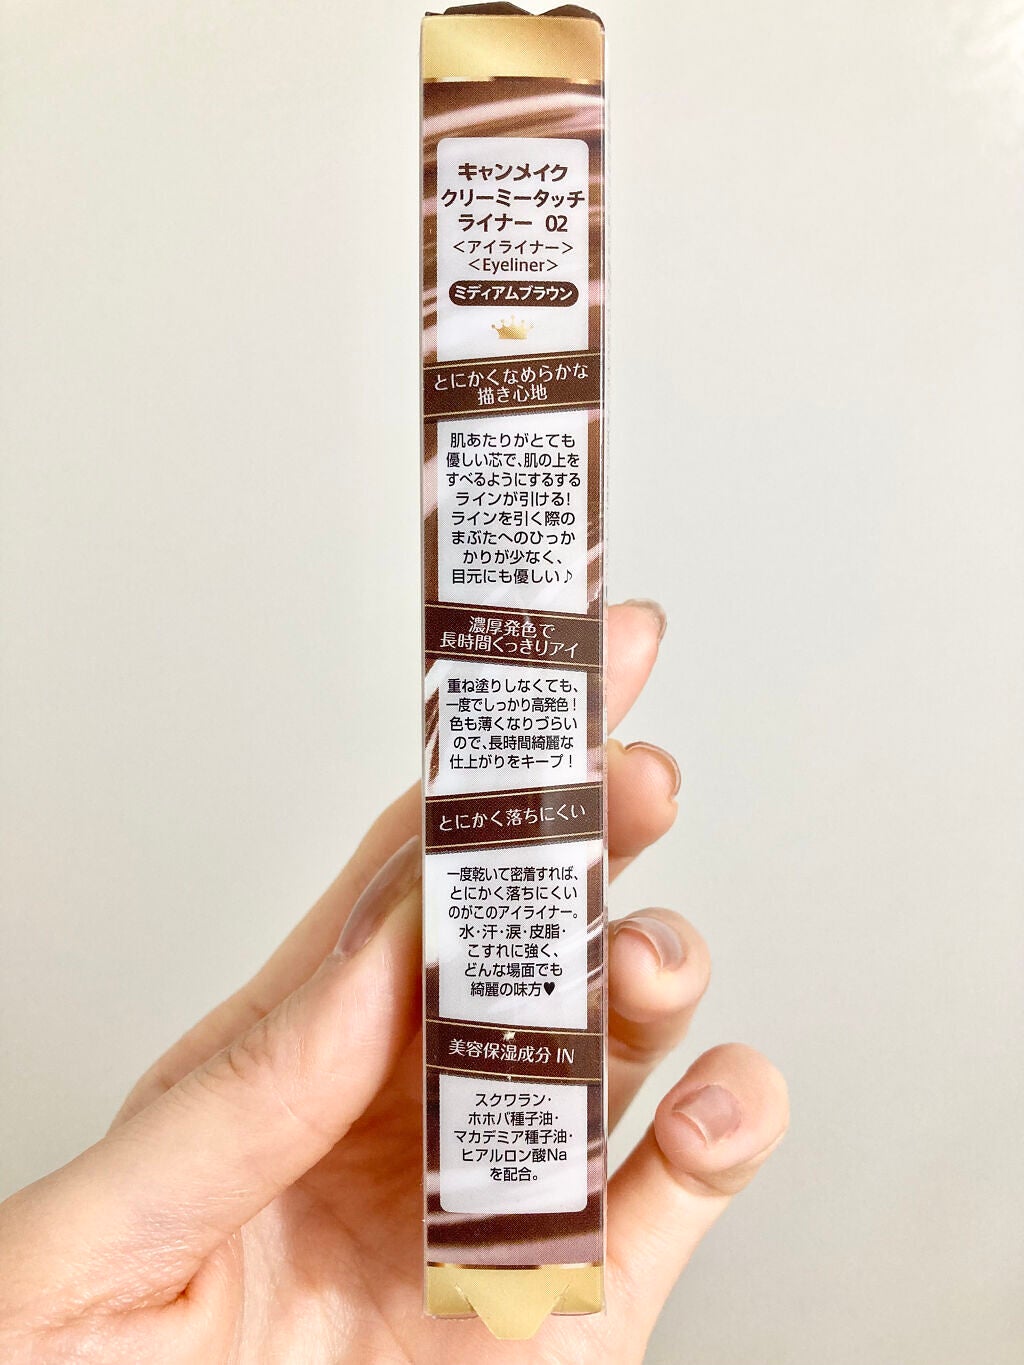 キャンメイク
クリーミータッチ
ライナー 02
<アイライナー>
<Eyeliner>
ミディアムブラウン
とにかくなめらかな
描き心地
肌あたりがとても
優しい芯で、肌の上を
すべるようにするする
ラインが引ける!
ラインを引く際の
まぶたへのひっか
かりが少なく、
目元にも優しい♪
濃厚発色で
長時間くっきりアイ
重ね塗りしなくても、
一度でしっかり高発色!
色も薄くなりづらい
ので、長時間綺麗な
仕上がりをキープ!
とにかく落ちにくい
一度乾いて密着すれば、
とにかく落ちにくい
のがこのアイライナー。
水・汗・涙・皮脂・
こすれに強く、
どんな場面でも
綺麗の味方♥
美容保湿成分 IN
スクワラン・
ホホバ種子油・
マカデミア種子油・
ヒアルロン酸Na
を配合。